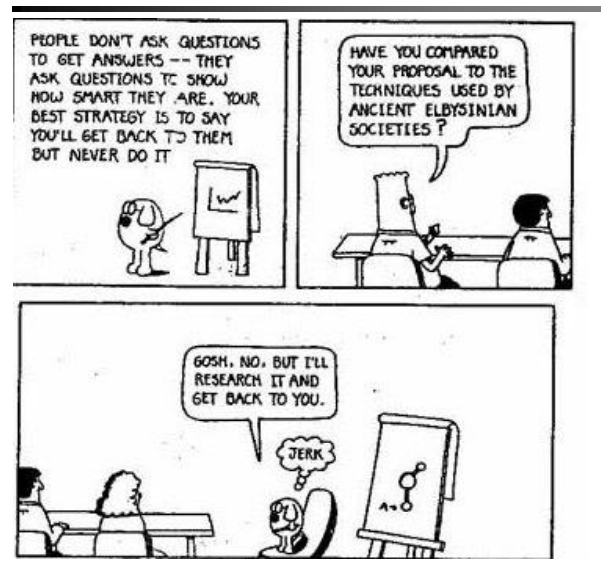 PEOPLE DON'T ASK QUESTIONS
TO GET ANSWERS -- THEY
ASK QUESTIONS TO SHOW
HOW SMART THEY ARE. YOUR
BEST STRATEGY IS TO SAY
YOU'LL GET BACK TO THEM
BUT NEVER DO IT
HAVE YOU COMPARED
YOUR PROPOSAL TO THE
TECHNIQUES USED BY
ANCIENT ELBYSINIAN
SOCIETIES?
GOSH, NO, BUT I'LL
RESEARCH IT AND
GET BACK TO YOU.
JERK